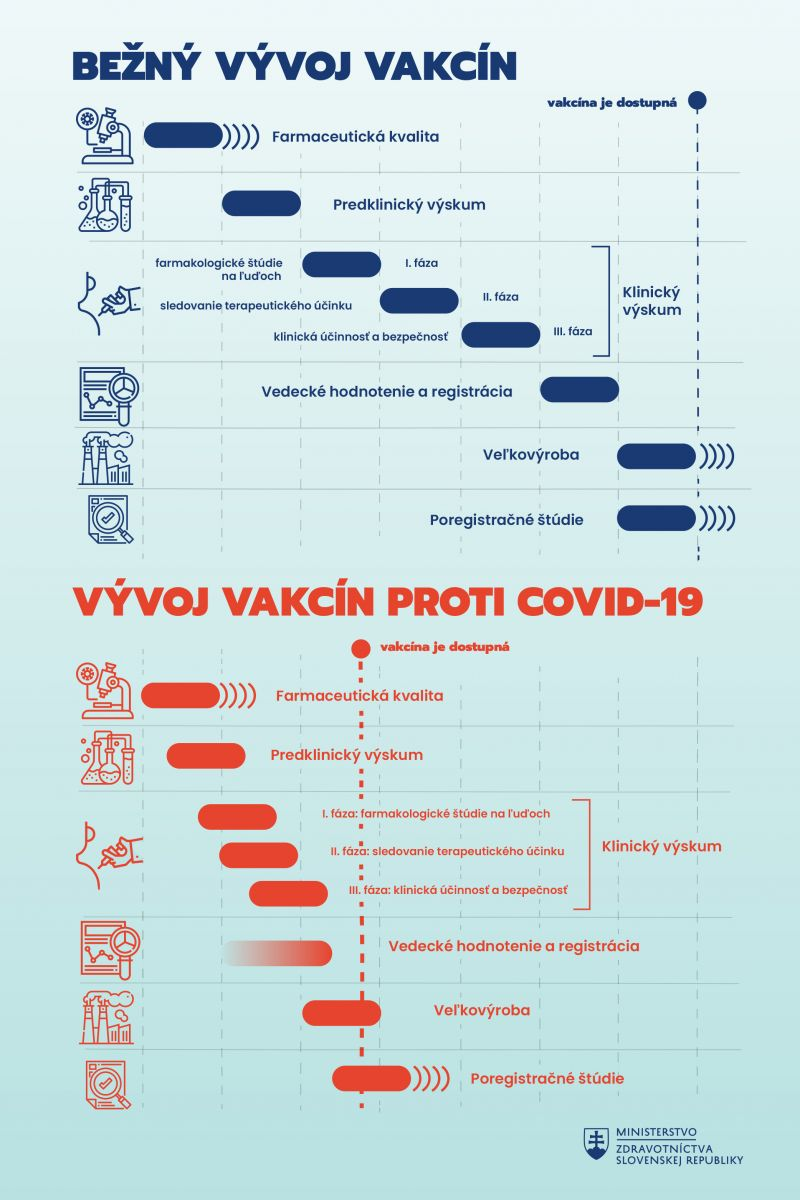 BEŽNÝ VÝVOJ VAKCÍN
vakcína je dostupná
Farmaceutická kvalita
Predklinický výskum
farmakologické štúdie
na ľuďoch
I. fáza
sledovanie terapeutického účinku
II. fáza
klinická účinnosť a bezpečnosť
III. fáza
Klinický
výskum
Vedecké hodnotenie a registrácia
Veľkovýroba
Poregistračné štúdie
VÝVOJ VAKCÍN PROTI COVID-19
vakcína je dostupná
Farmaceutická kvalita
Predklinický výskum
I. fáza: farmakologické štúdie na ľuďoch
II. fáza: sledovanie terapeutického účinku
III. fáza: klinická účinnosť a bezpečnosť
Klinický výskum
Vedecké hodnotenie a registrácia
Veľkovýroba
Poregistračné štúdie
MINISTERSTVO
ZDRAVOTNÍCTVA
SLOVENSKEJ REPUBLIKY